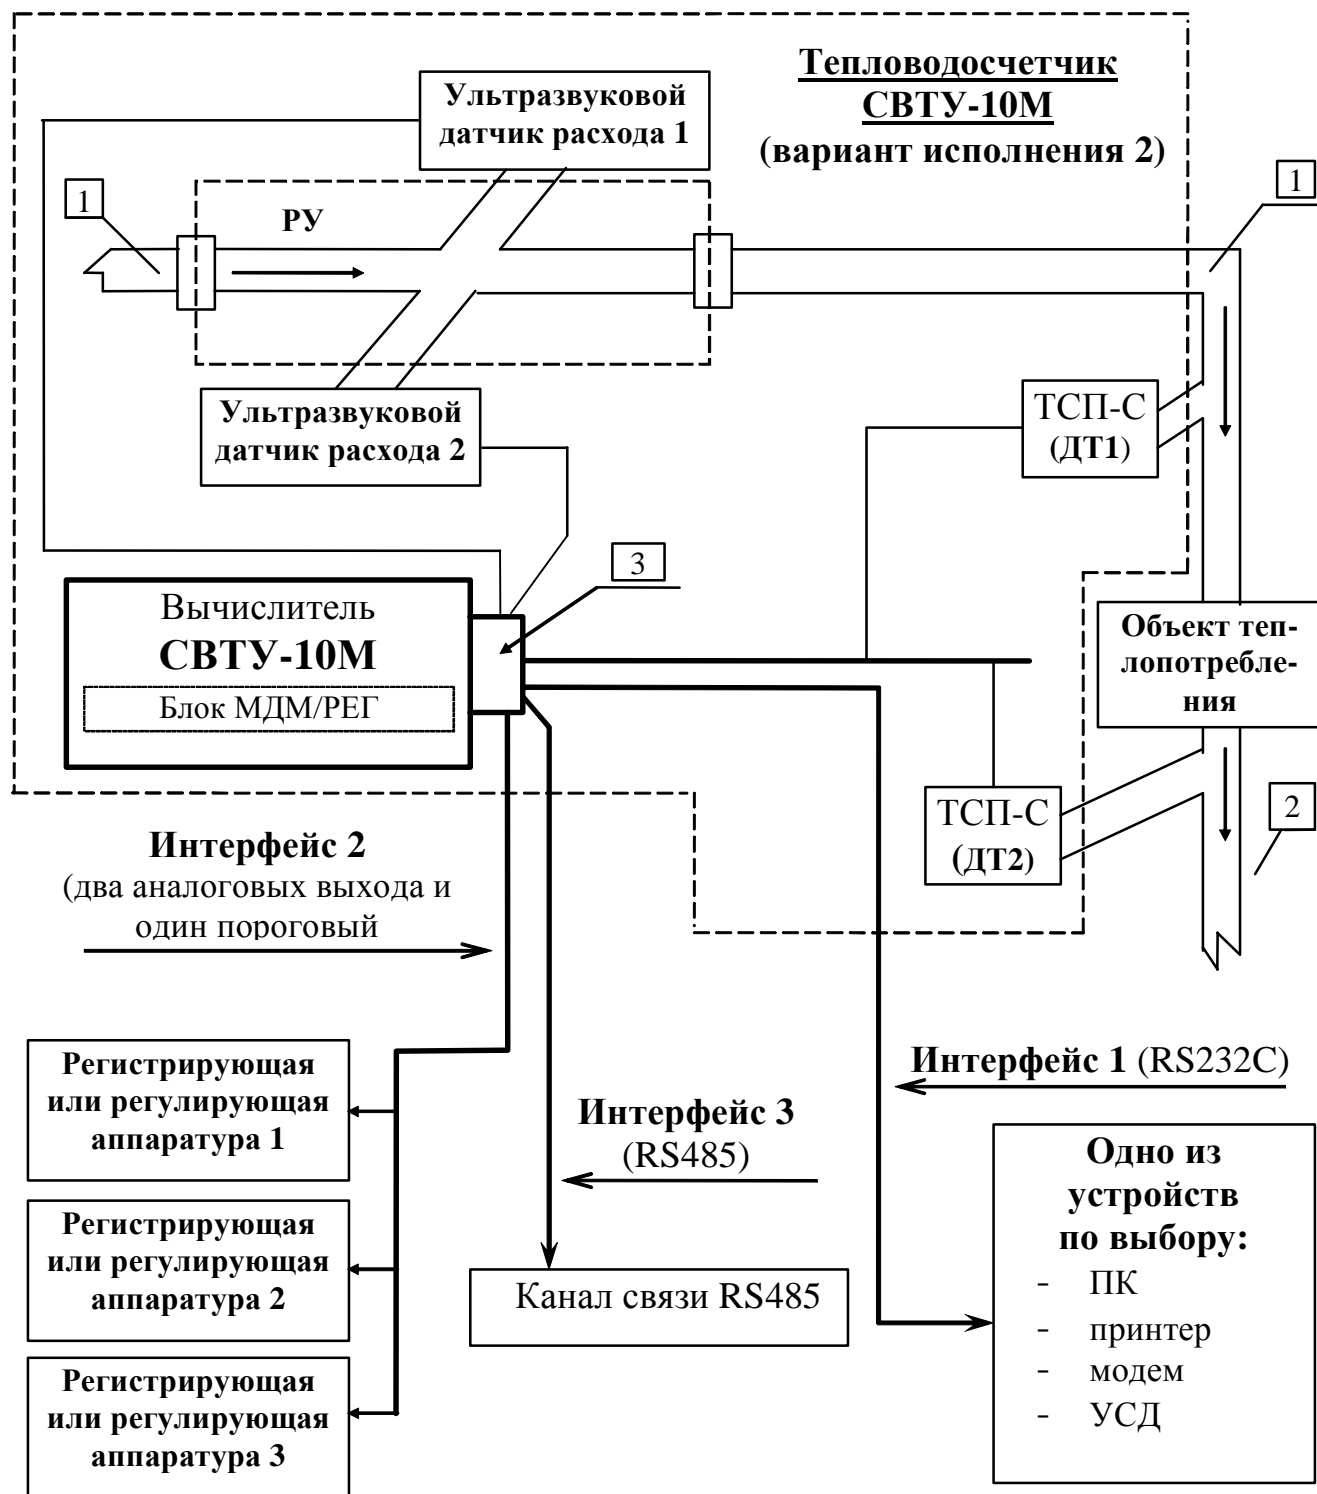 Тепловодосчетчик
СВТУ-10М
(вариант исполнения 2)
Ультразвуковой
датчик расхода 1
1
1
РУ
Ультразвуковой
датчик расхода 2
ТСП-С
(ДТ1)
3
Вычислитель
СВТУ-10М
Блок МДМ/РЕГ
Объект теп-
лопотребле-
ния
ТСП-С
(ДТ2)
2
Интерфейс 2
(два аналоговых выхода и
один пороговый
Регистрирующая
или регулирующая
аппаратура 1
Интерфейс 3
(RS485)
Интерфейс 1 (RS232C)
Регистрирующая
или регулирующая
аппаратура 2
Канал связи RS485
Одно из
устройств
по выбору:
- ПК
- принтер
- модем
- УСД
Регистрирующая
или регулирующая
аппаратура 3